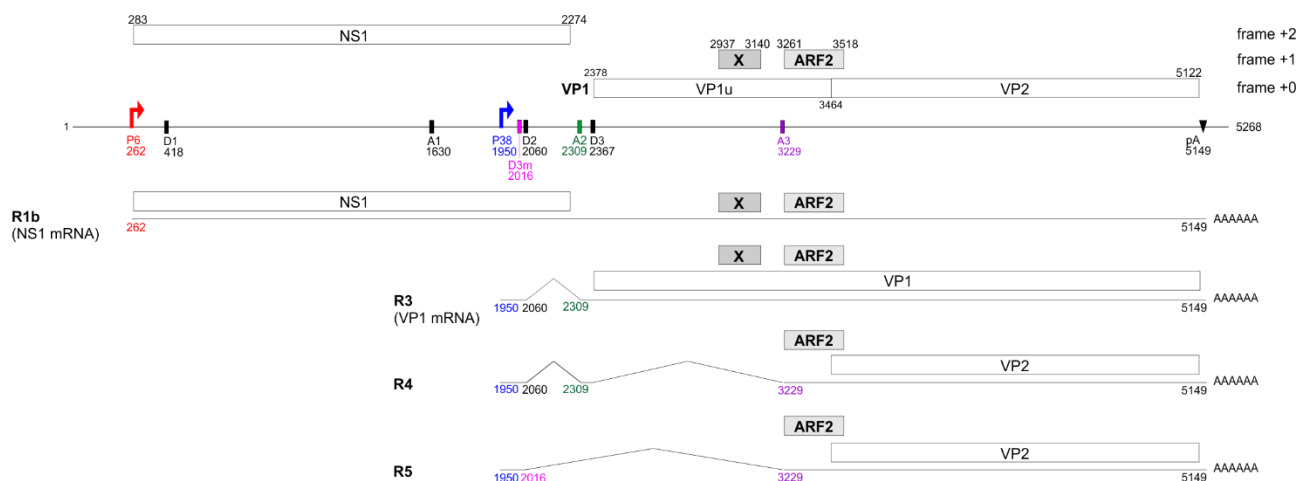 283 2274
NS1 frame +2
2937 3140 3261 3518
X ARF2 frame +1
2378 5122
VP1 VP1u VP2 frame +0
3464
1 5268
P6 D1 A1 P38 D2 A2 D3 A3 pA
262 418 1630 1950 2060 2309 2367 3229 5149
D3m
2016
NS1 X ARF2
R1b
(NS1 mRNA) 262 5149 AAAAAA
X ARF2
VP1
R3 1950 2060 2309 5149 AAAAAA
(VP1 mRNA)
ARF2
VP2
R4 1950 2060 2309 3229 5149 AAAAAA
ARF2
VP2
R5 1950 2016 3229 5149 AAAAAA